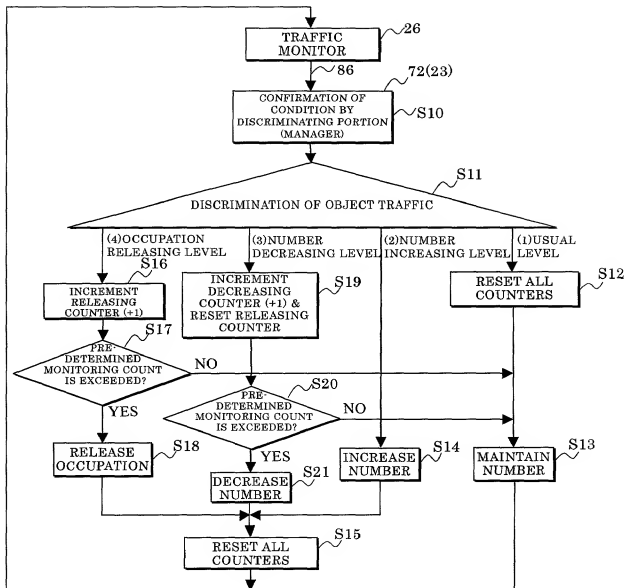 TRAFFIC
MONITOR
26
86
72(23)
CONFIRMATION OF
CONDITION BY
DISCRIMINATING PORTION
(MANAGER)
S10
S11
DISCRIMINATION OF OBJECT TRAFFIC
(4)OCCUPATION
RELEASING LEVEL
(3)NUMBER
DECREASING LEVEL
(2)NUMBER
INCREASING LEVEL
(1)USUAL
LEVEL
S16
INCREMENT
RELEASING
COUNTER (+1)
INCREMENT
DECREASING
COUNTER (+1) &
RESET RELEASING
COUNTER
S19
RESET ALL
COUNTERS
S12
S17
PRE-
DETERMINED
MONITORING COUNT
IS EXCEEDED?
NO
YES
S20
PRE-
DETERMINED
MONITORING COUNT
IS EXCEEDED?
NO
YES
RELEASE
OCCUPATION
S18
DECREASE
NUMBER
S21
INCREASE
NUMBER
S14
MAINTAIN
NUMBER
S13
RESET ALL
COUNTERS
S15